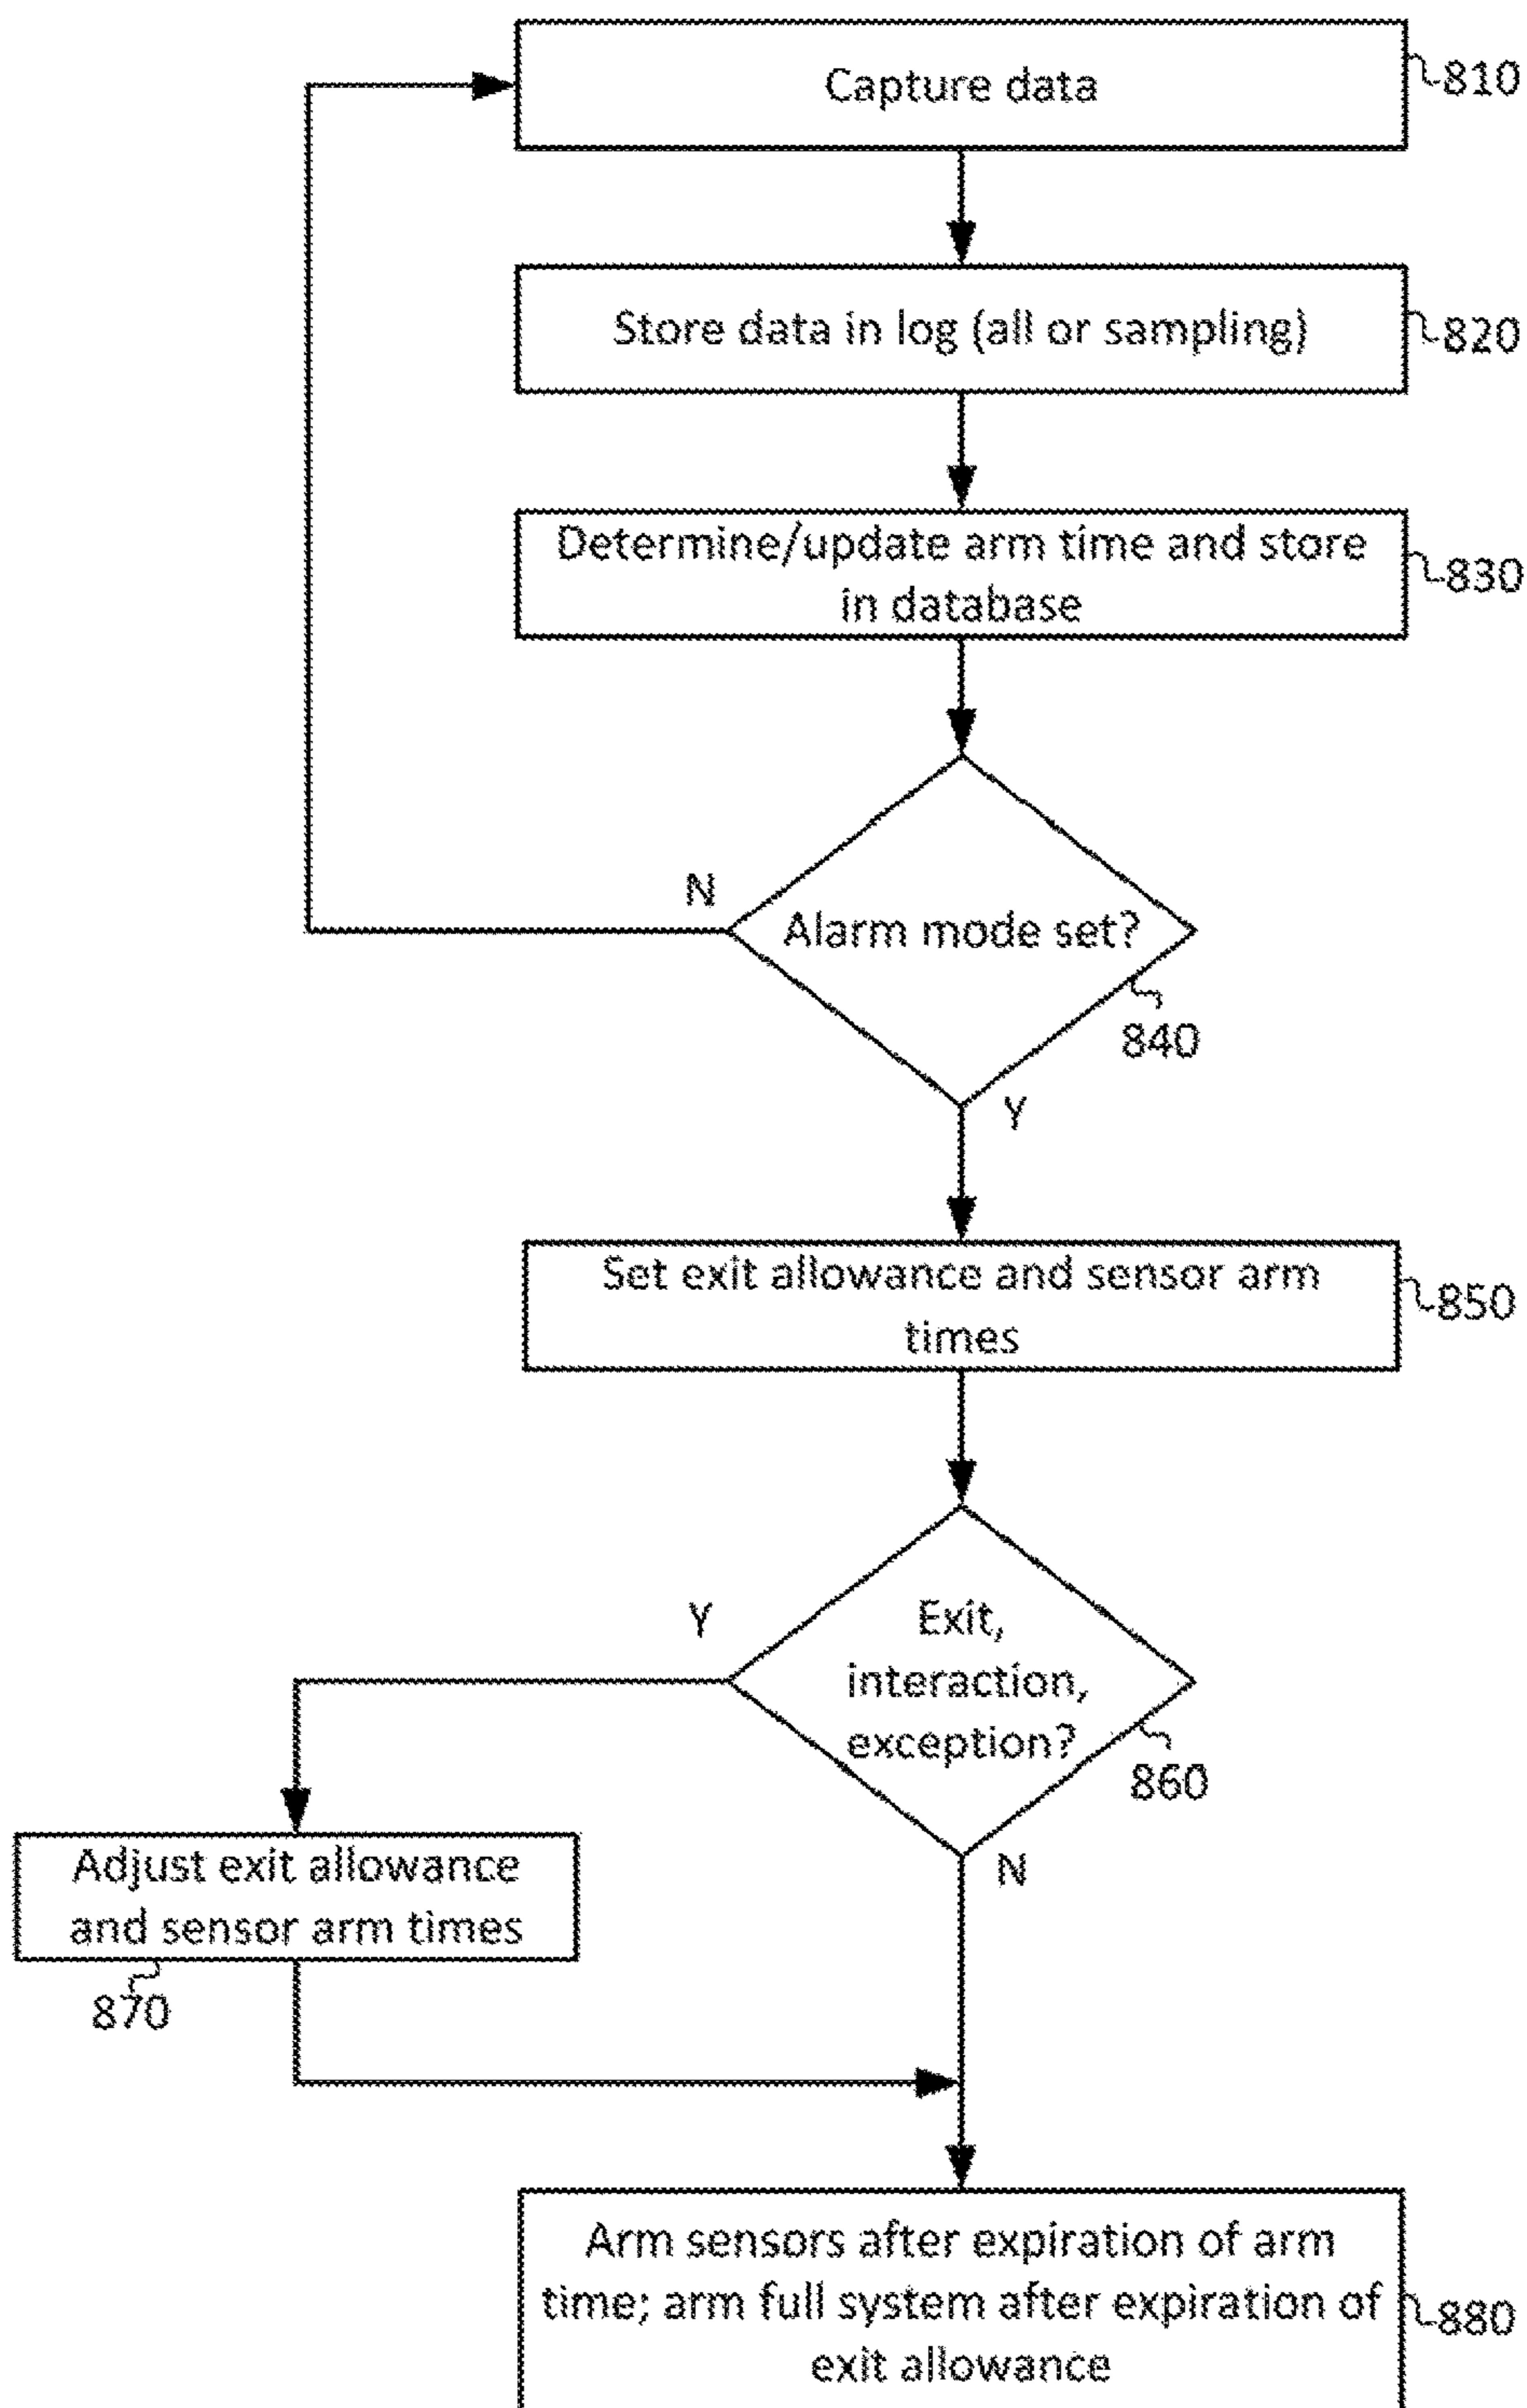 Capture data
810
Store data in log (all or sampling)
820
Determine/update arm time and store
in database
830
N
Alarm mode set?
840
Y
Set exit allowance and sensor arm
times
850
Y
Exit,
interaction,
exception?
860
N
Adjust exit allowance
and sensor arm times
870
Arm sensors after expiration of arm
time; arm full system after expiration of
exit allowance
880